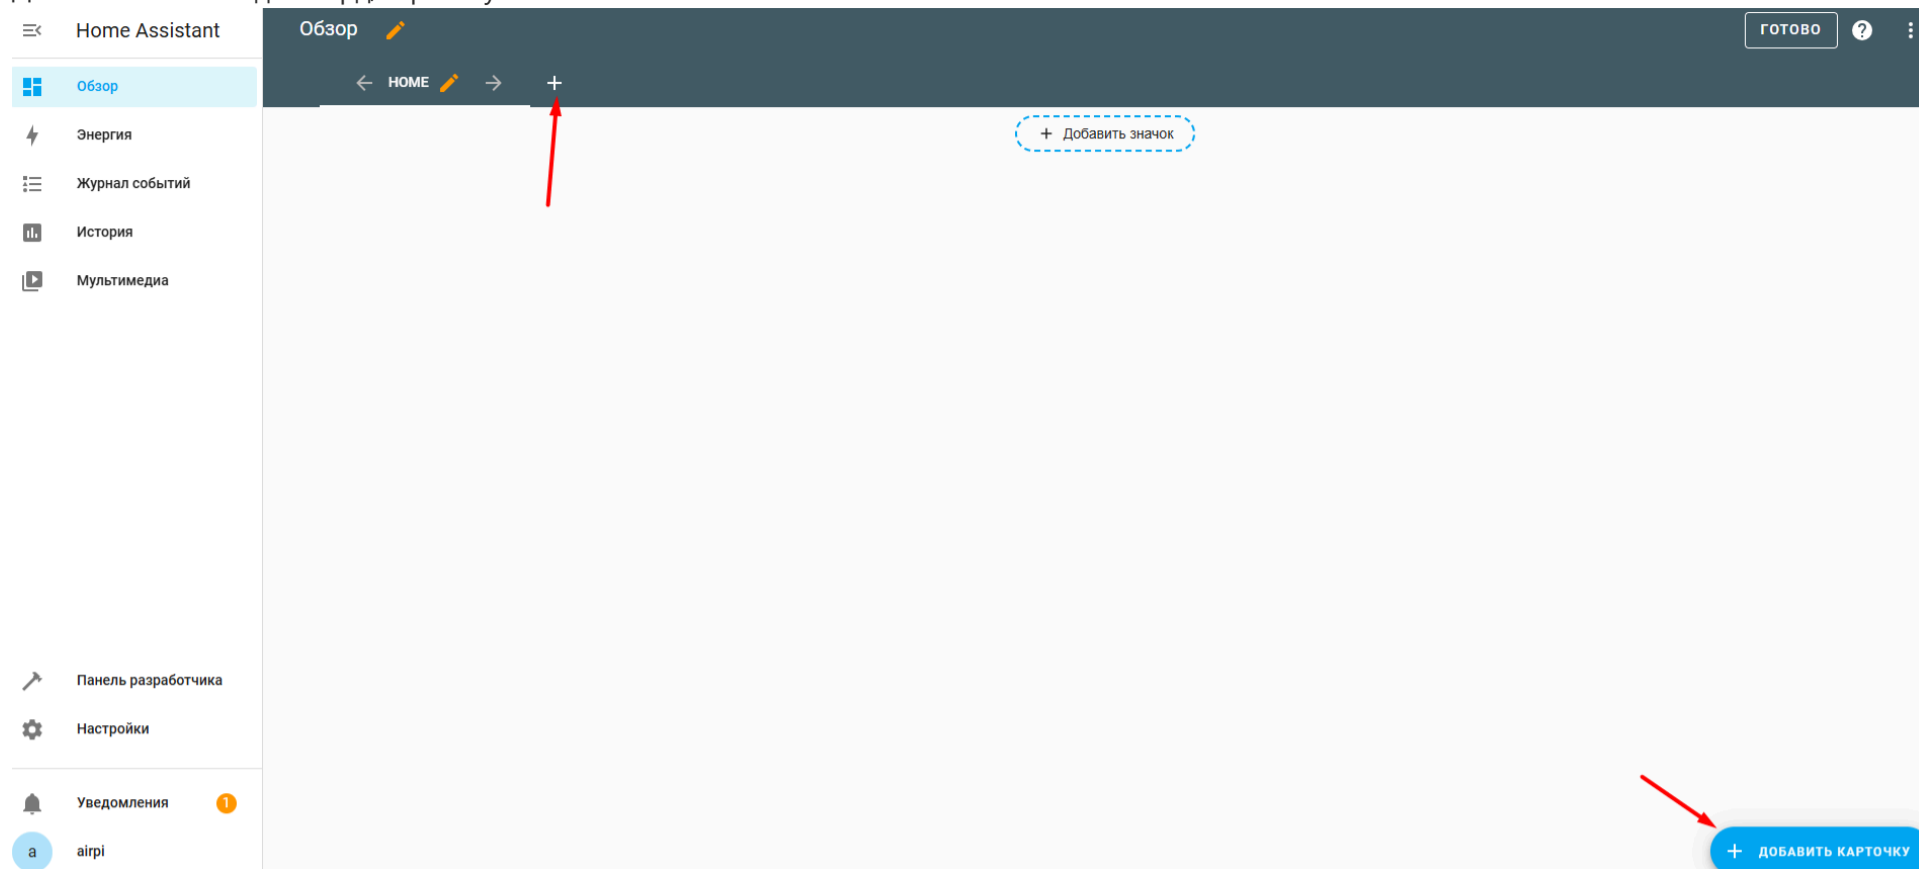 Home Assistant
Обзор
ГОТОВО
HOME
Обзор
Добавить значок
Энергия
Журнал событий
История
Мультимедиа
Панель разработчика
Настройки
Уведомления
1
a
airpi
ДОБАВИТЬ КАРТОЧКУ